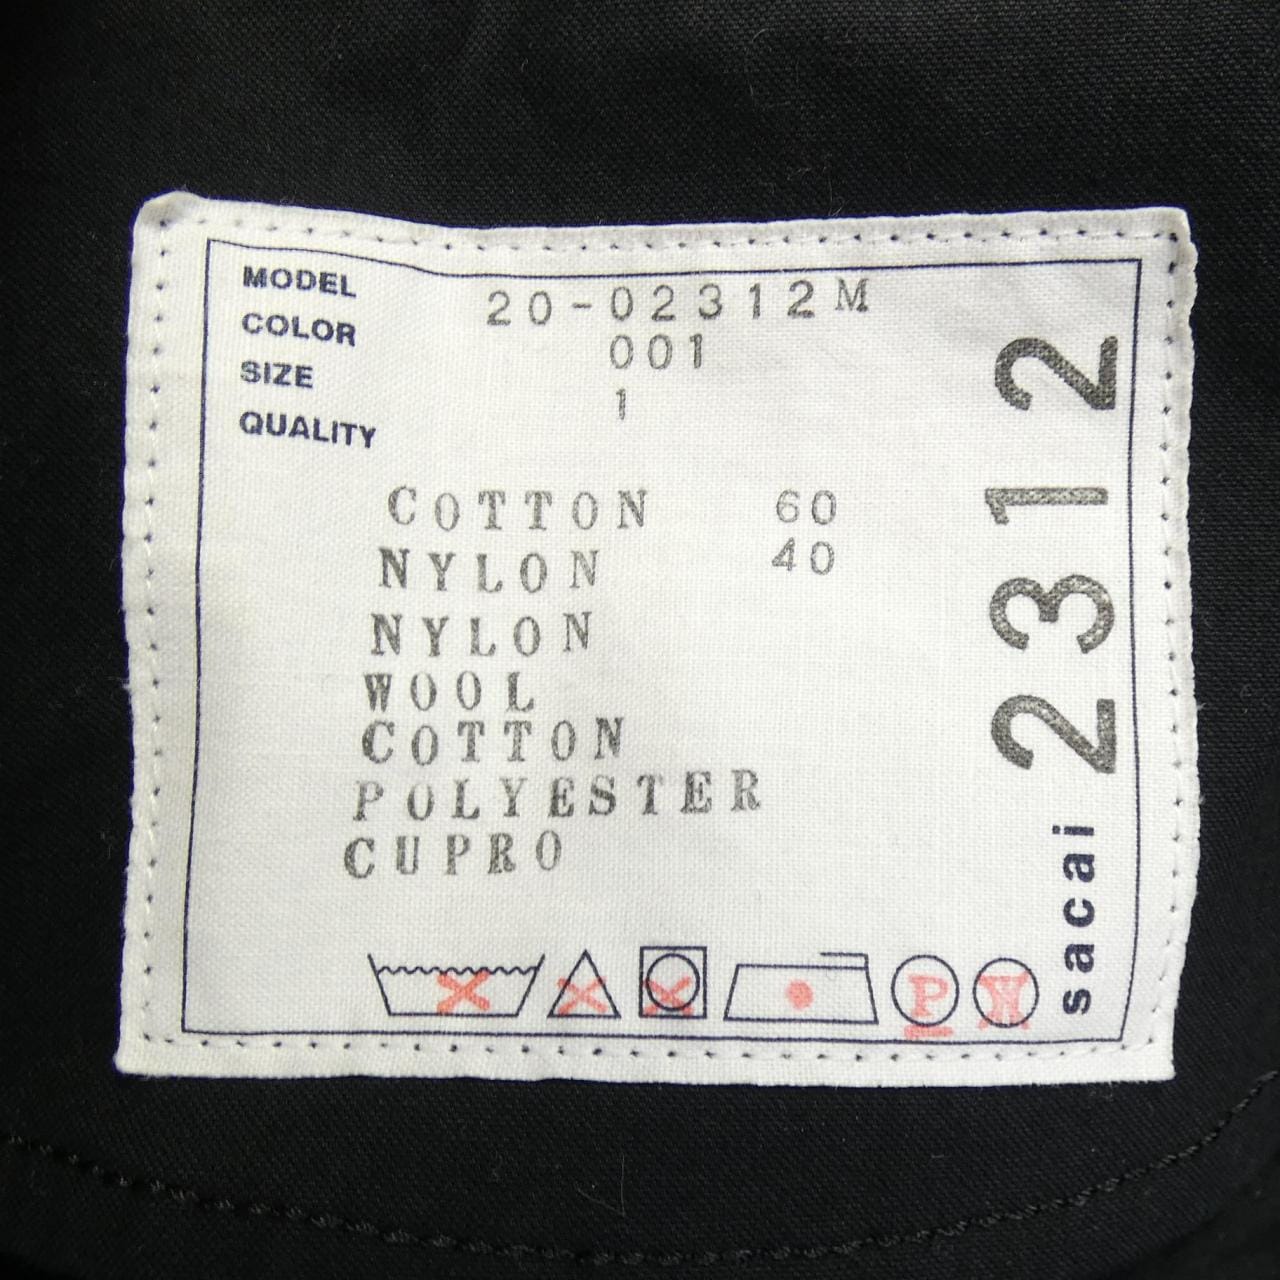 MODEL 20-02312M
COLOR 001
SIZE 1
QUALITY
COTTON 60
NYLON 40
NYLON
WOOL
COTTON
POLYESTER
CUPRO
P W
sacai 2312